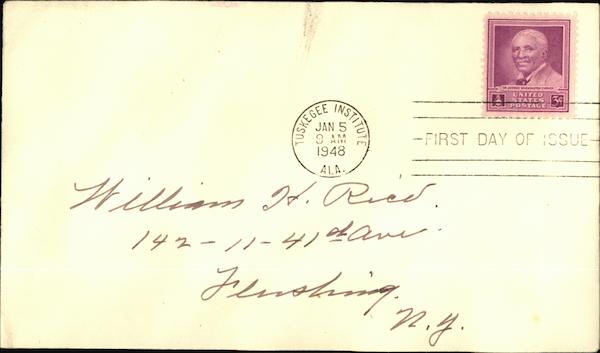 DR. GEORGE WASHINGTON CARVER
UNITED
STATES
POSTAGE
3¢
TUSKEGEE INSTITUTE
JAN 5
9 AM
1948
ALA.
FIRST DAY OF ISSUE
William H. Rice.
142-11-41st Ave.
Flushing.
N.Y.